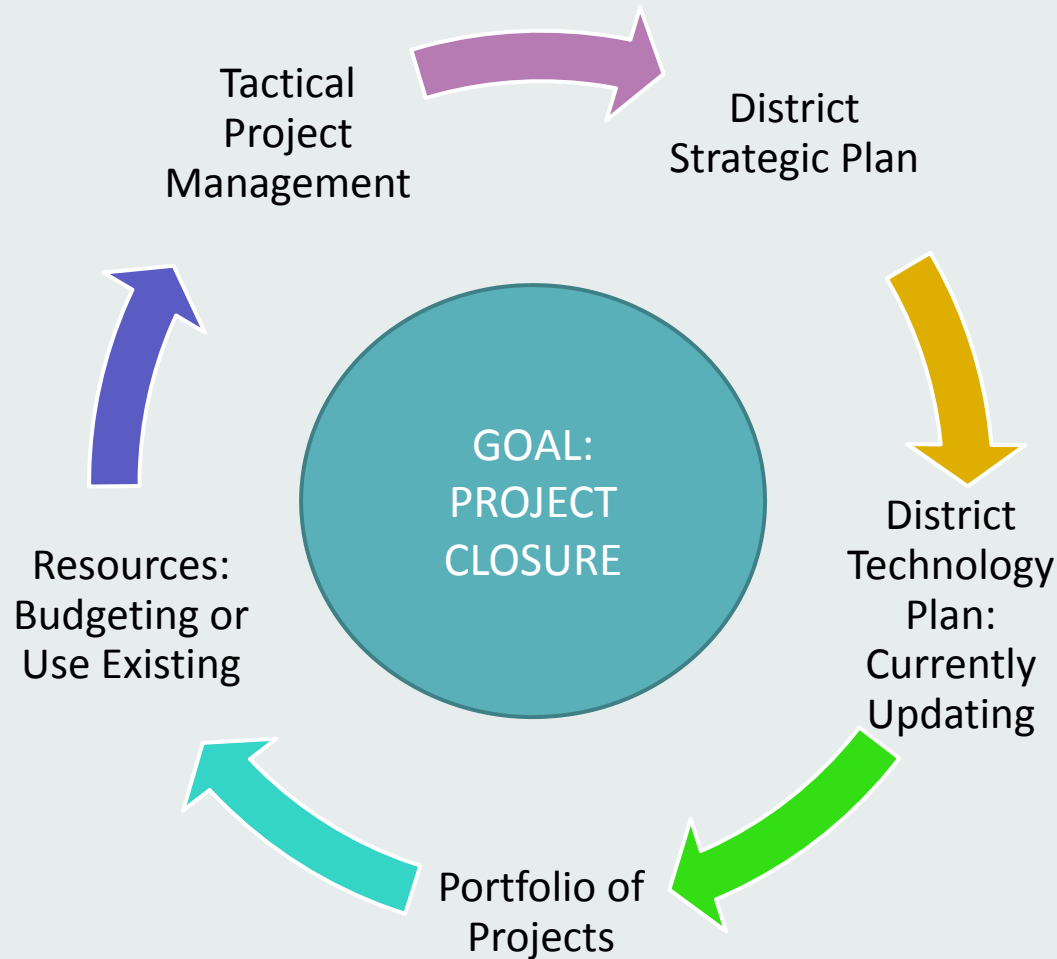 Tactical
Project
Management
District
Strategic Plan
GOAL:
PROJECT
CLOSURE
District
Technology
Plan:
Currently
Updating
Portfolio of
Projects
Resources:
Budgeting or
Use Existing